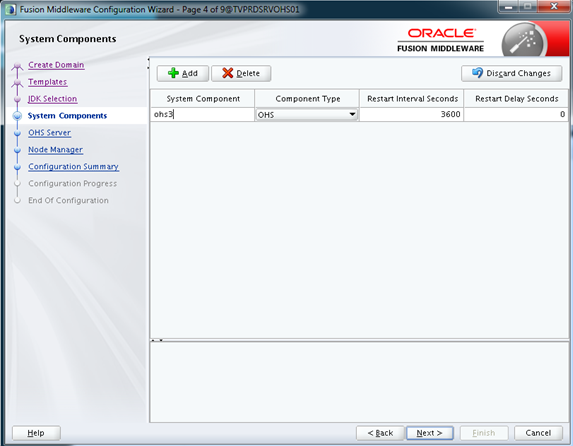 Fusion Middleware Configuration Wizard - Page 4 of 9@TVPRDSRVOHS01
System Components
ORACLE
FUSION MIDDLEWARE
Create Domain
Templates
JDK Selection
System Components
OHS Server
Node Manager
Configuration Summary
Configuration Progress
End Of Configuration
Add Delete Discard Changes
System Component Component Type Restart Interval Seconds Restart Delay Seconds
ohs3 OHS 3600 0
Help < Back Next > Finish Cancel